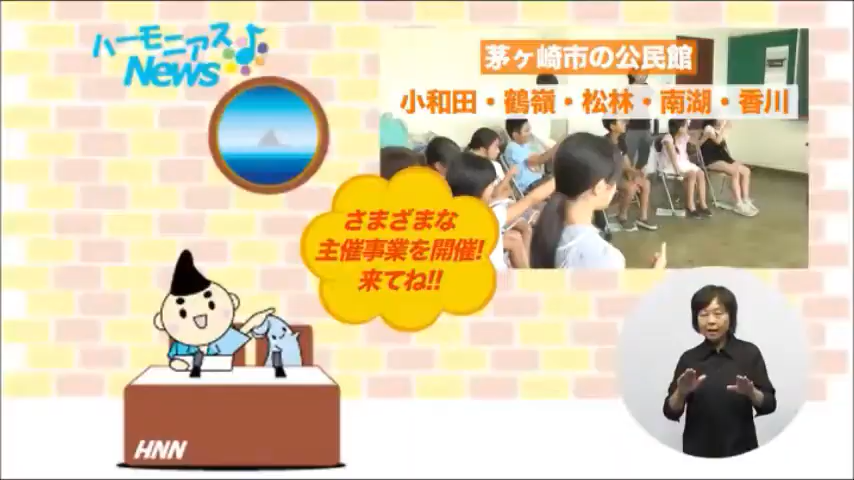 ハーモニアス
News
茅ヶ崎市の公民館
小和田・鶴嶺・松林・南湖・香川
さまざまな
主催事業を開催!
来てね!!
HNN